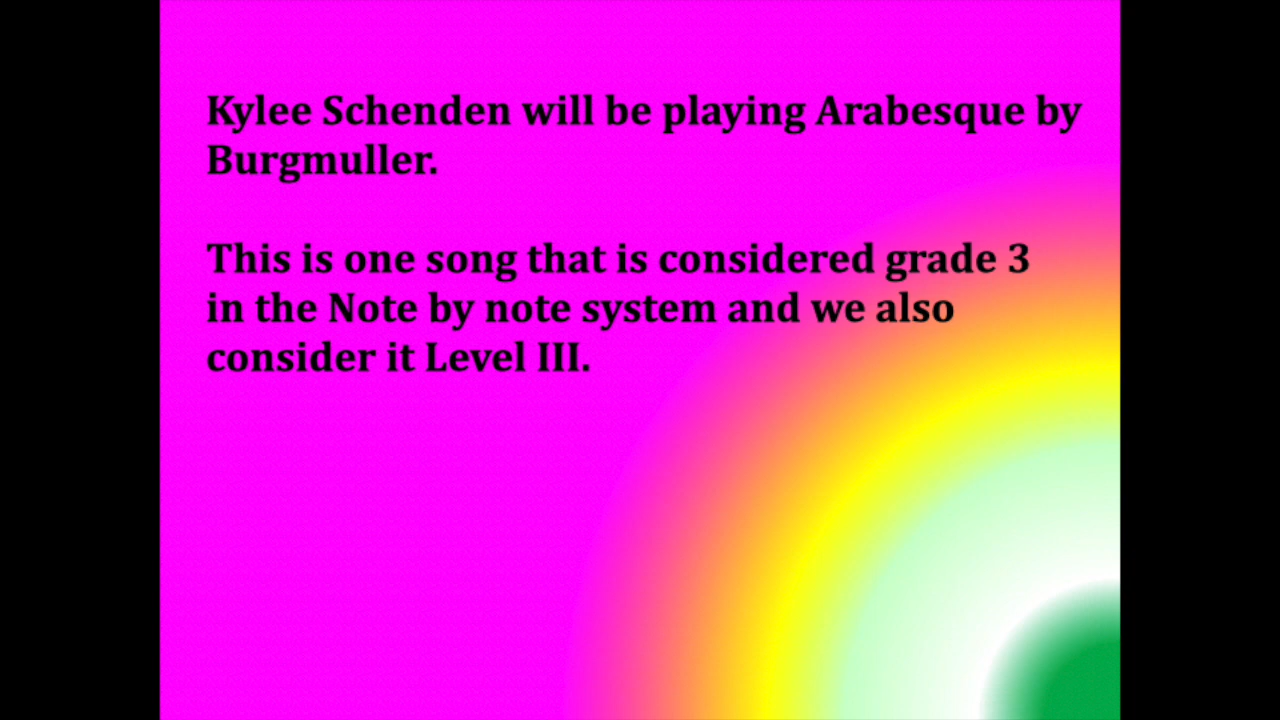 Kylee Schenden will be playing Arabesque by
Burgmuller.
This is one song that is considered grade 3
in the Note by note system and we also
consider it Level III.